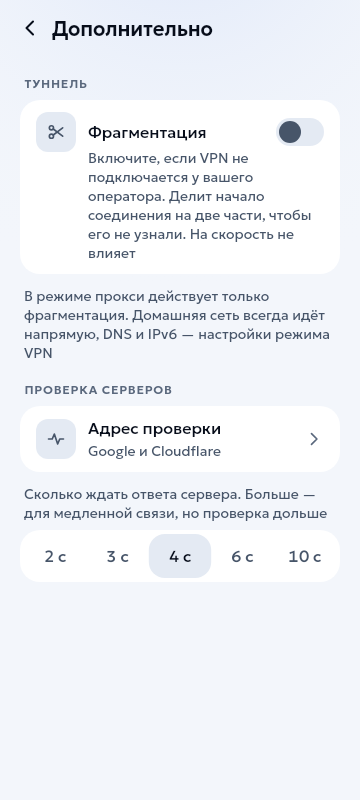 Дополнительно
ТУННЕЛЬ
Фрагментация
Включите, если VPN не
подключается у вашего
оператора. Делит начало
соединения на две части, чтобы
его не узнали. На скорость не
влияет
В режиме прокси действует только
фрагментация. Домашняя сеть всегда идёт
напрямую, DNS и IPv6 — настройки режима
VPN
ПРОВЕРКА СЕРВЕРОВ
Адрес проверки
Google и Cloudflare
Сколько ждать ответа сервера. Больше —
для медленной связи, но проверка дольше
2 с 3 с 4 с 6 с 10 с